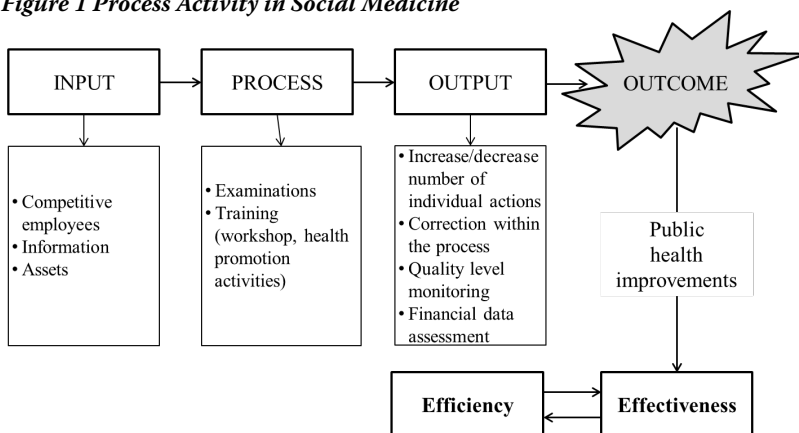 Figure 1 Process Activity in Social Medicine
INPUT
PROCESS
OUTPUT
OUTCOME
• Competitive
employees
• Information
• Assets
• Examinations
• Training
(workshop, health
promotion
activities)
• Increase/decrease
number of
individual actions
• Correction within
the process
• Quality level
monitoring
• Financial data
assessment
Public
health
improvements
Efficiency
Effectiveness